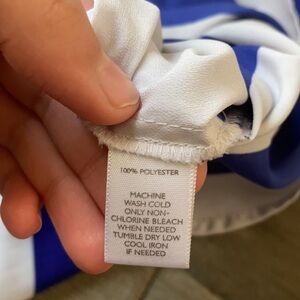 100% POLYESTER
MACHINE
WASH COLD
ONLY NON-
CHLORINE BLEACH
WHEN NEEDED
TUMBLE DRY LOW
COOL IRON
IF NEEDED